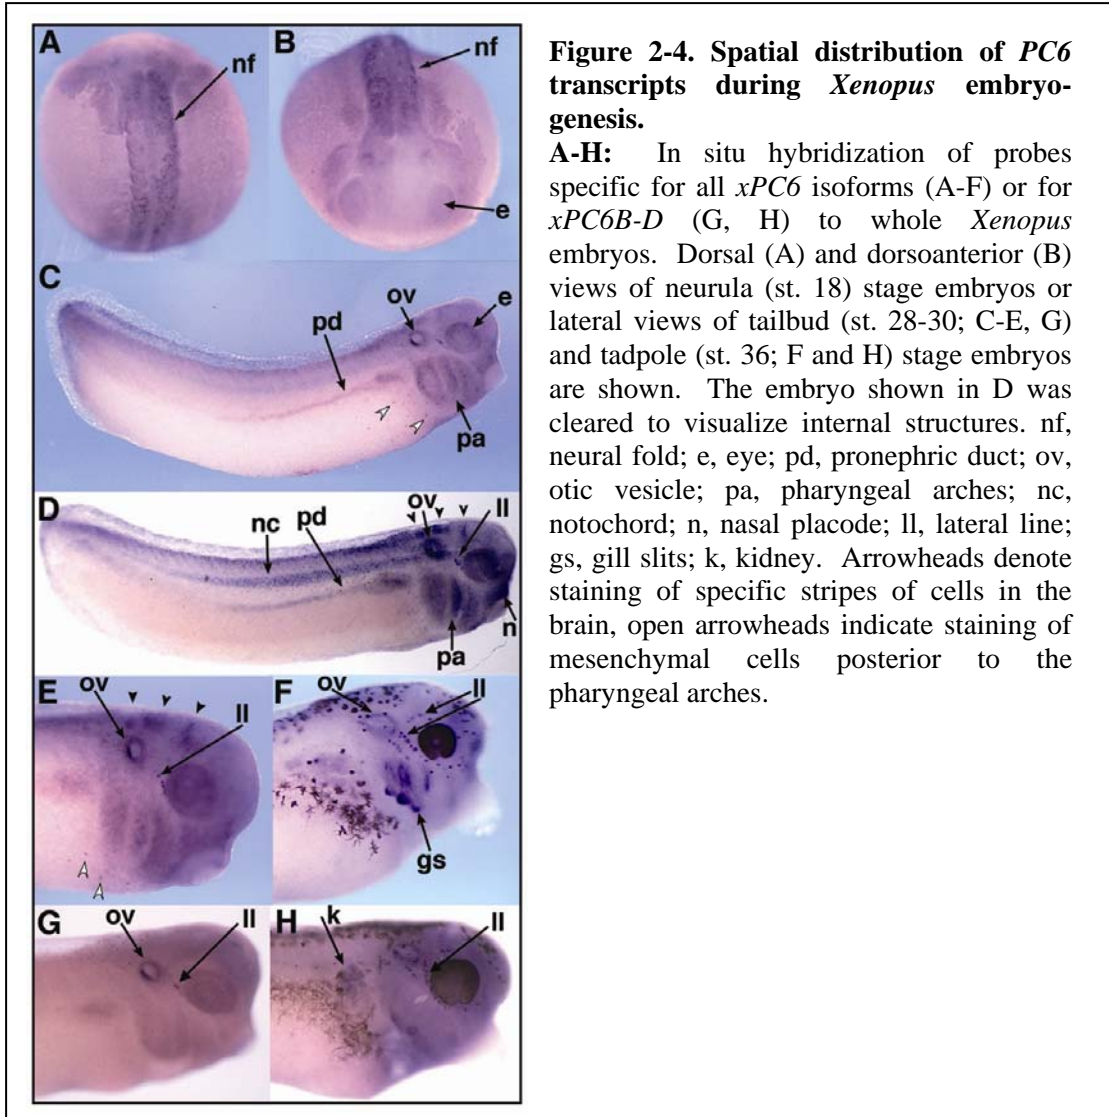 A
nf
B
nf
e
C
ov
e
pd
pa
D
nc
pd
ov
ll
n
pa
E
ov
ll
F
ov
ll
gs
G
ov
ll
H
k
ll
Figure 2-4. Spatial distribution of PC6
transcripts during Xenopus embryo-
genesis.
A-H: In situ hybridization of probes
specific for all xPC6 isoforms (A-F) or for
xPC6B-D (G, H) to whole Xenopus
embryos. Dorsal (A) and dorsoanterior (B)
views of neurula (st. 18) stage embryos or
lateral views of tailbud (st. 28-30; C-E, G)
and tadpole (st. 36; F and H) stage embryos
are shown. The embryo shown in D was
cleared to visualize internal structures. nf,
neural fold; e, eye; pd, pronephric duct; ov,
otic vesicle; pa, pharyngeal arches; nc,
notochord; n, nasal placode; ll, lateral line;
gs, gill slits; k, kidney. Arrowheads denote
staining of specific stripes of cells in the
brain, open arrowheads indicate staining of
mesenchymal cells posterior to the
pharyngeal arches.